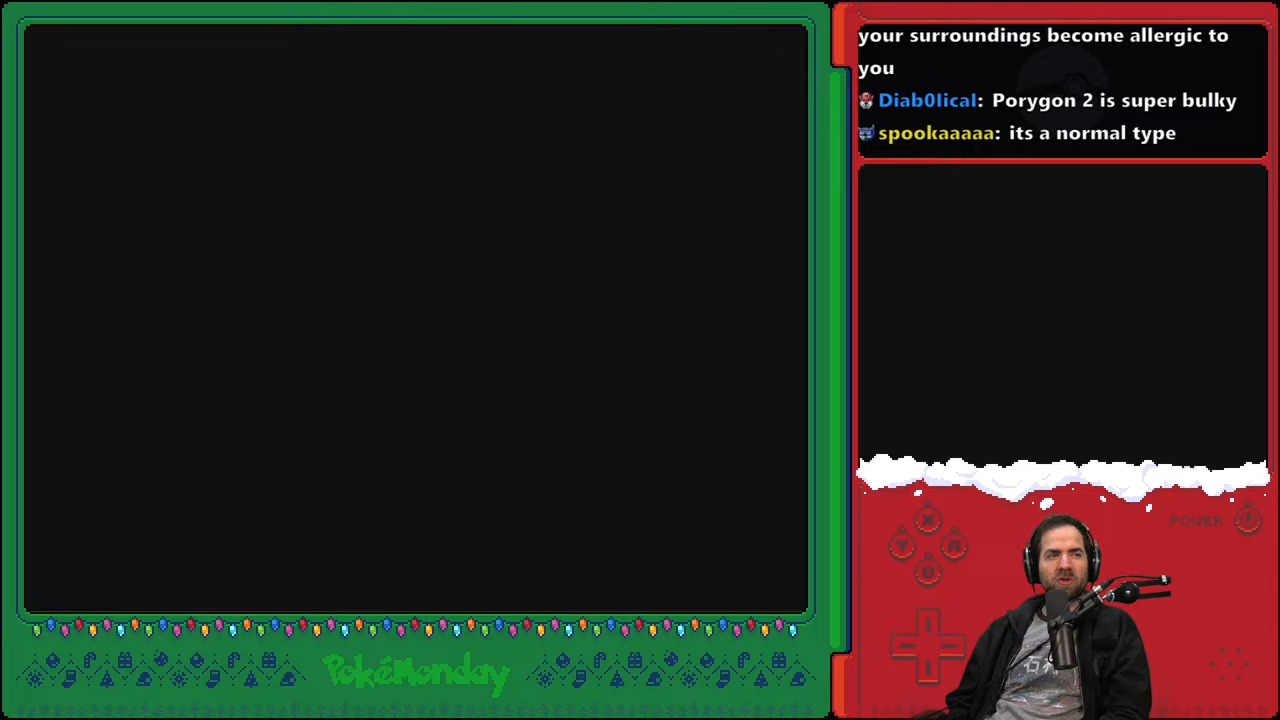 your surroundings become allergic to
you
Diab0lical: Porygon 2 is super bulky
spookaaaaa: its a normal type
X
Y
A
B
POWER
PokéMonday